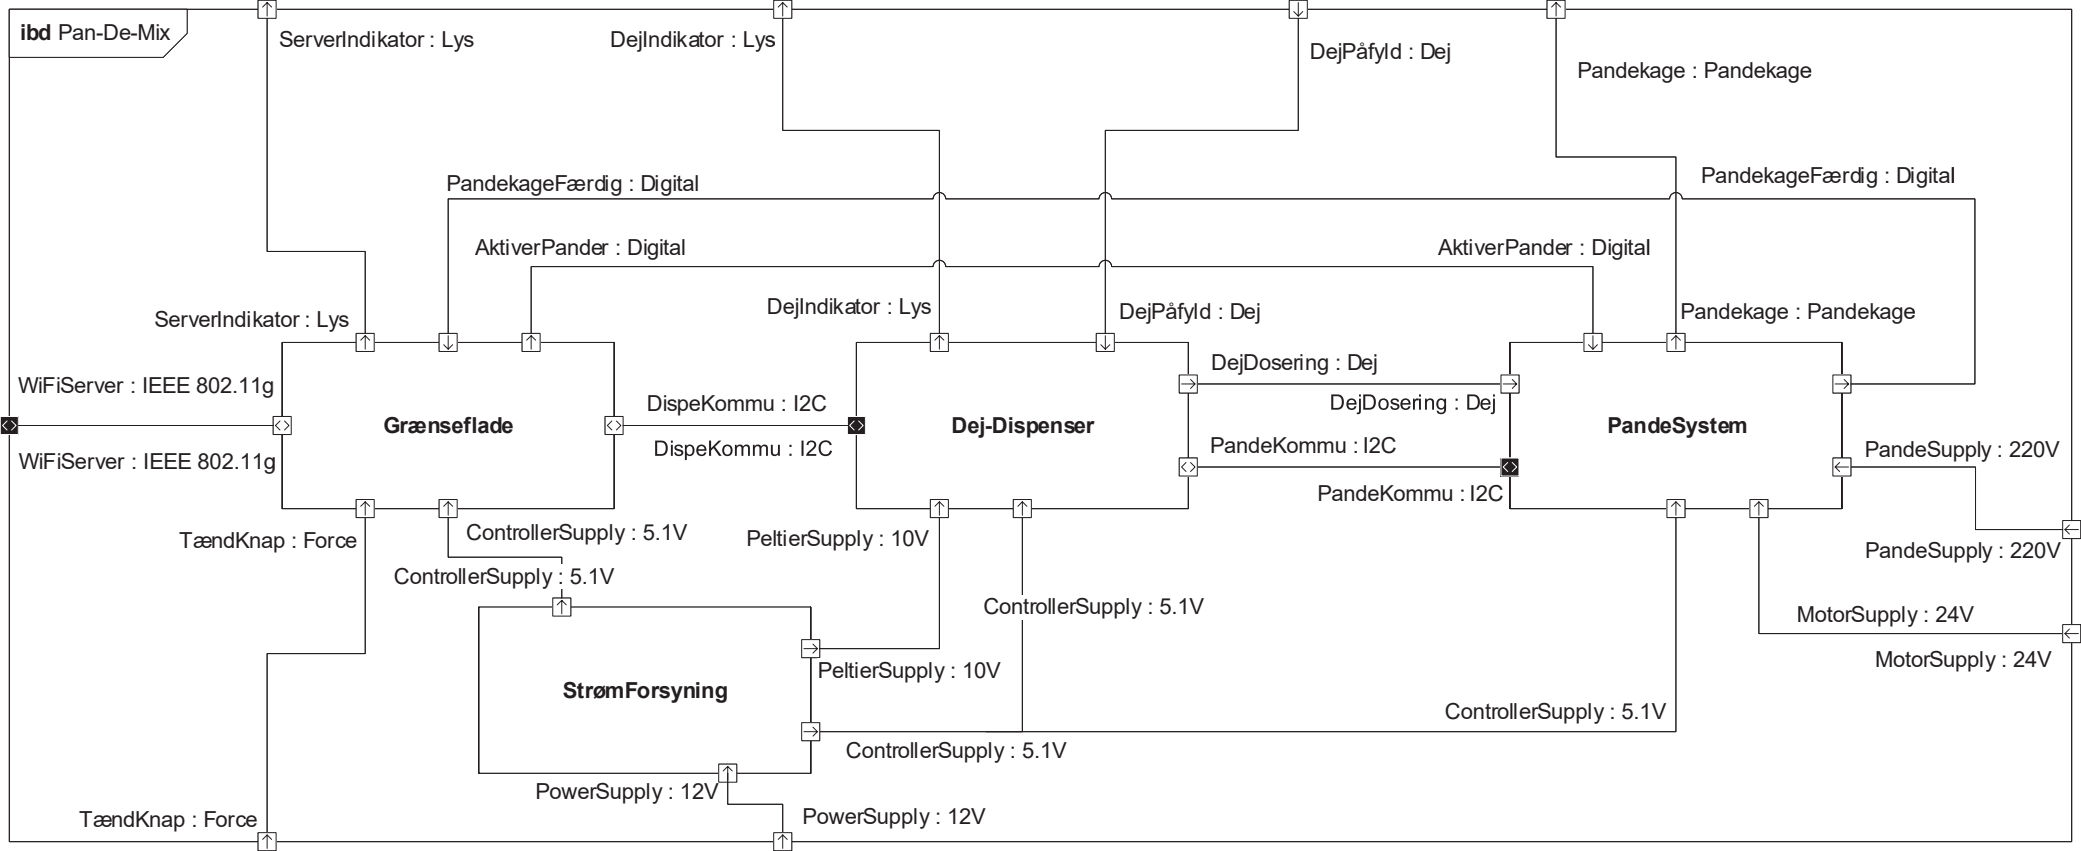 ibd Pan-De-Mix
ServerIndikator : Lys
DejIndikator : Lys
DejPåfyld : Dej
Pandekage : Pandekage
PandekageFærdig : Digital
PandekageFærdig : Digital
AktiverPander : Digital
AktiverPander : Digital
ServerIndikator : Lys
DejIndikator : Lys
DejPåfyld : Dej
Pandekage : Pandekage
WiFiServer : IEEE 802.11g
WiFiServer : IEEE 802.11g
Grænseflade
DispeKommu : I2C
DispeKommu : I2C
Dej-Dispenser
DejDosering : Dej
DejDosering : Dej
PandeKommu : I2C
PandeKommu : I2C
PandeSystem
PandeSupply : 220V
PandeSupply : 220V
TændKnap : Force
ControllerSupply : 5.1V
ControllerSupply : 5.1V
PeltierSupply : 10V
ControllerSupply : 5.1V
MotorSupply : 24V
MotorSupply : 24V
StrømForsyning
PeltierSupply : 10V
ControllerSupply : 5.1V
ControllerSupply : 5.1V
PowerSupply : 12V
PowerSupply : 12V
TændKnap : Force